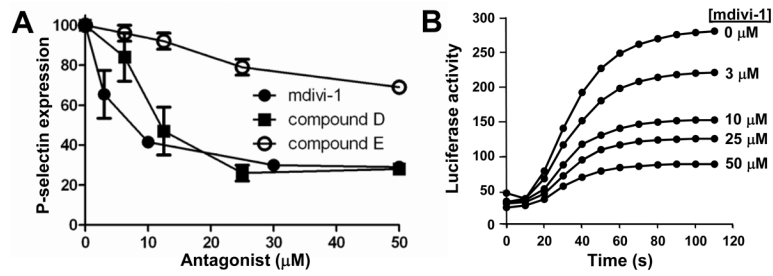 A
P-selectin expression
100
80
60
40
20
0
0
10
20
30
40
50
Antagonist (μM)
mdivi-1
compound D
compound E
B
Luciferase activity
300
250
200
150
100
50
0
0
20
40
60
80
100
120
Time (s)
[mdivi-1]
0 μM
3 μM
10 μM
25 μM
50 μM